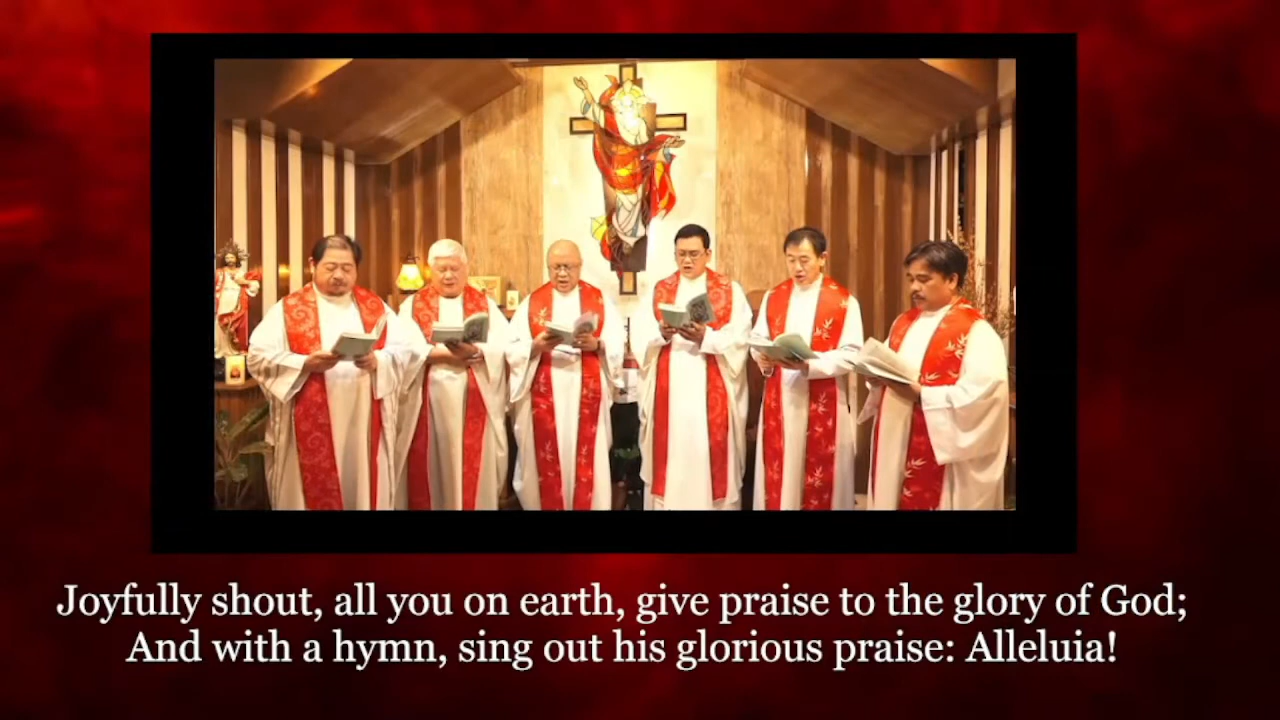 Joyfully shout, all you on earth, give praise to the glory of God;
And with a hymn, sing out his glorious praise: Alleluia!